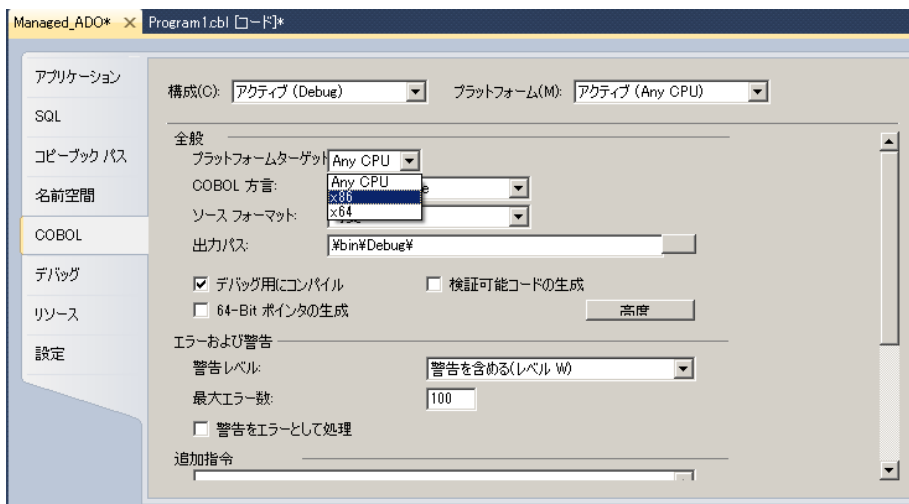 Managed_ADO* Program1.cbl [コード]*
アプリケーション
SQL
コピーブック パス
名前空間
COBOL
デバッグ
リソース
設定
構成(C): アクティブ (Debug) プラットフォーム(M): アクティブ (Any CPU)
全般
プラットフォームターゲット Any CPU
Any CPU
x86
x64
COBOL 方言:
ソース フォーマット:
出力パス: .¥bin¥Debug¥
デバッグ用にコンパイル 検証可能コードの生成
64-Bit ポインタの生成 高度
エラーおよび警告
警告レベル: 警告を含める(レベル W)
最大エラー数: 100
警告をエラーとして処理
追加指令